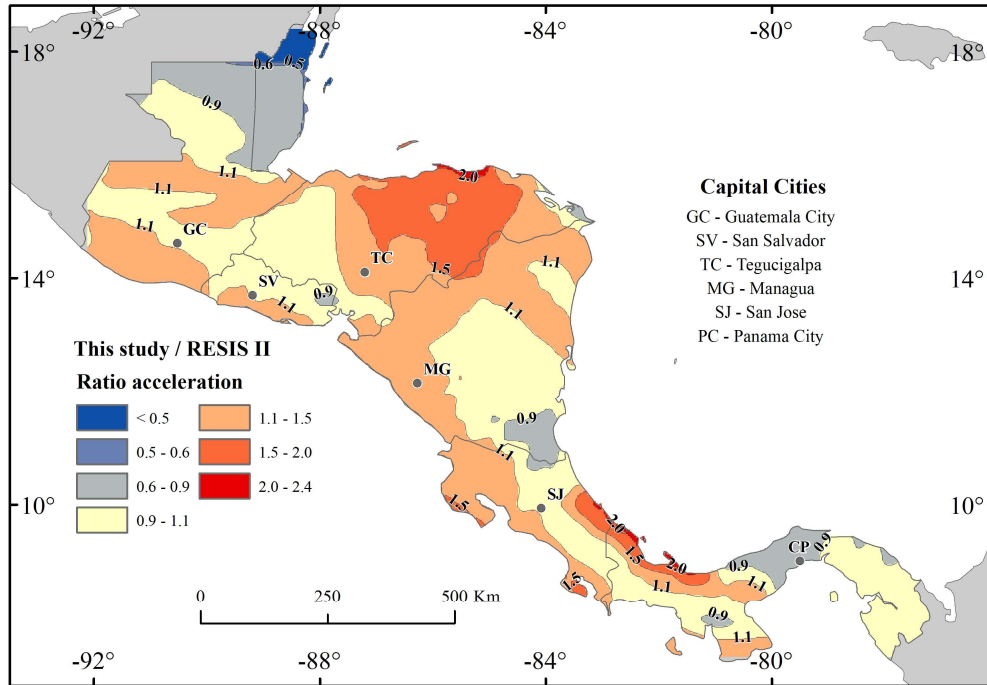 -92° -88° -84° -80°
18° 18°
0.6 0.5
0.9
1.1
2.0
1.1
1.1
GC
TC
1.5
1.1
14° 14°
SV
0.9
1.1
1.1
MG
0.9
1.1
1.5
SJ
10° 10°
2.0
1.5
2.0
0.9
CP
0.9
1.1
1.1
1.5
0.9
1.1
Capital Cities
GC - Guatemala City
SV - San Salvador
TC - Tegucigalpa
MG - Managua
SJ - San Jose
PC - Panama City
This study / RESIS II
Ratio acceleration
< 0.5
0.5 - 0.6
0.6 - 0.9
0.9 - 1.1
1.1 - 1.5
1.5 - 2.0
2.0 - 2.4
0 250 500 Km
-92° -88° -84° -80°